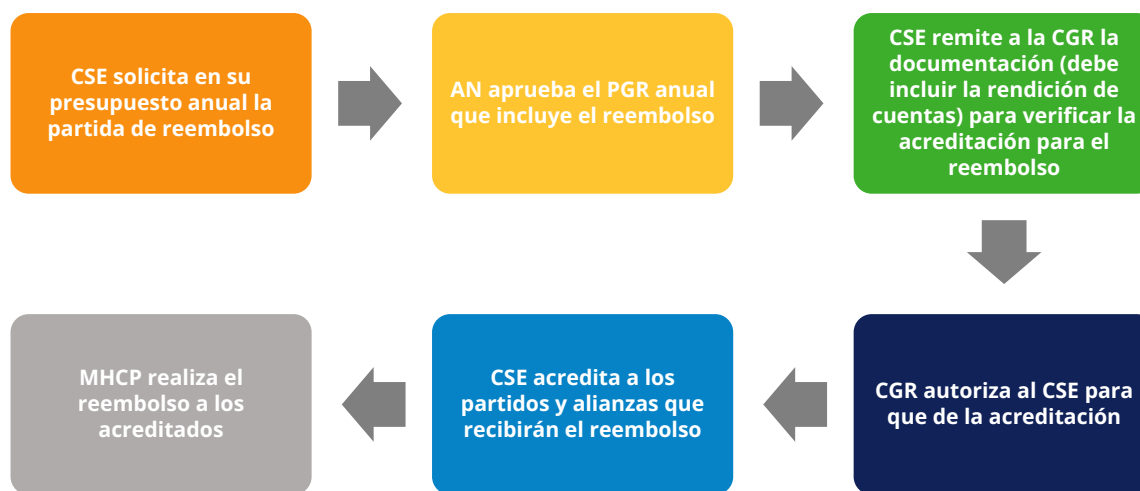 CSE solicita en su
presupuesto anual la
partida de reembolso
AN aprueba el PGR anual
que incluye el reembolso
CSE remite a la CGR la
documentación (debe
incluir la rendición de
cuentas) para verificar la
acreditación para el
reembolso
CGR autoriza al CSE para
que de la acreditación
CSE acredita a los
partidos y alianzas que
recibirán el reembolso
MHCP realiza el
reembolso a los
acreditados